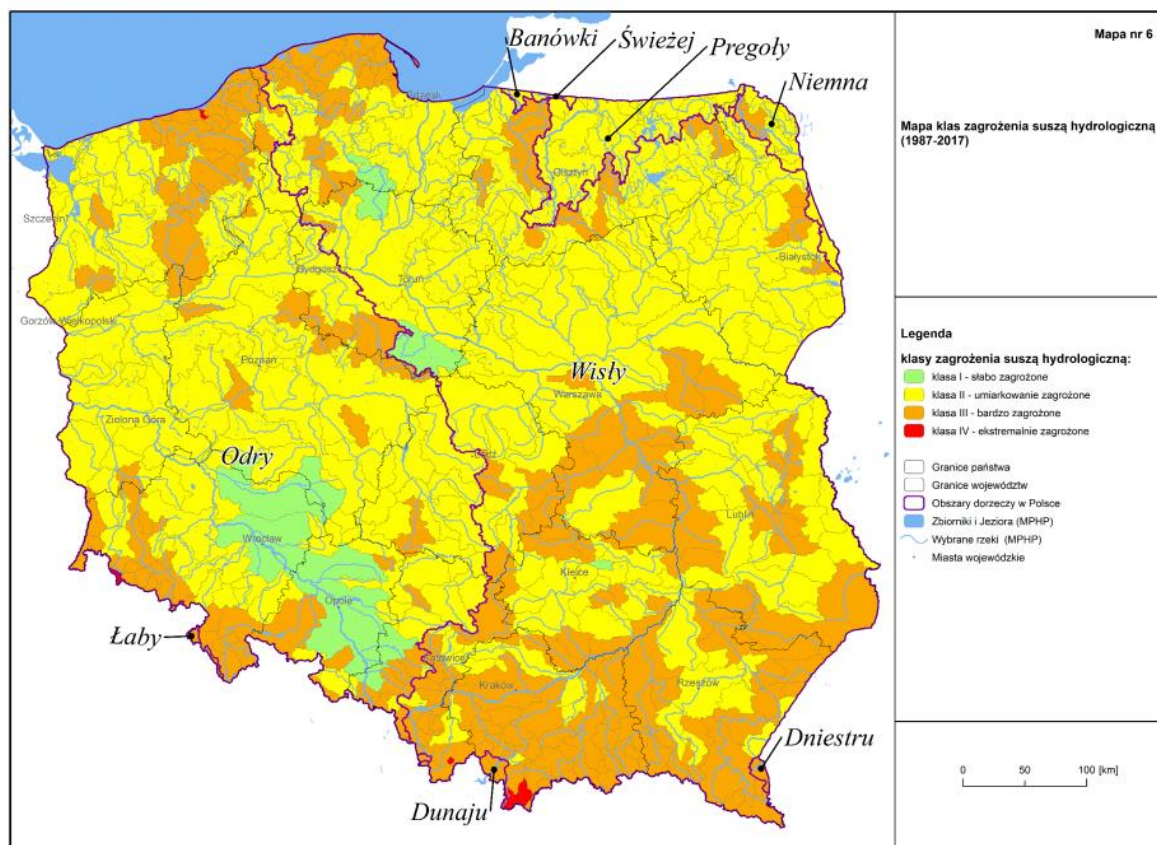 Mapa nr 6
Mapa klas zagrożenia suszą hydrologiczną
(1987-2017)
Banówki
Świeżej
Pregoły
Niemna
Gdańsk
Olsztyn
Szczecin
Białystok
Bydgoszcz
Toruń
Gorzów Wielkopolski
Poznań
Wisły
Warszawa
Zielona Góra
Odry
Łódź
Wrocław
Lublin
Kielce
Opole
Łaby
Katowice
Kraków
Rzeszów
Dniestru
Dunaju
Legenda
klasy zagrożenia suszą hydrologiczną:
klasa I - słabo zagrożone
klasa II - umiarkowanie zagrożone
klasa III - bardzo zagrożone
klasa IV - ekstremalnie zagrożone
Granice państwa
Granice województw
Obszary dorzeczy w Polsce
Zbiorniki i Jeziora (MPHP)
Wybrane rzeki (MPHP)
Miasta wojewódzkie
0 50 100 [km]